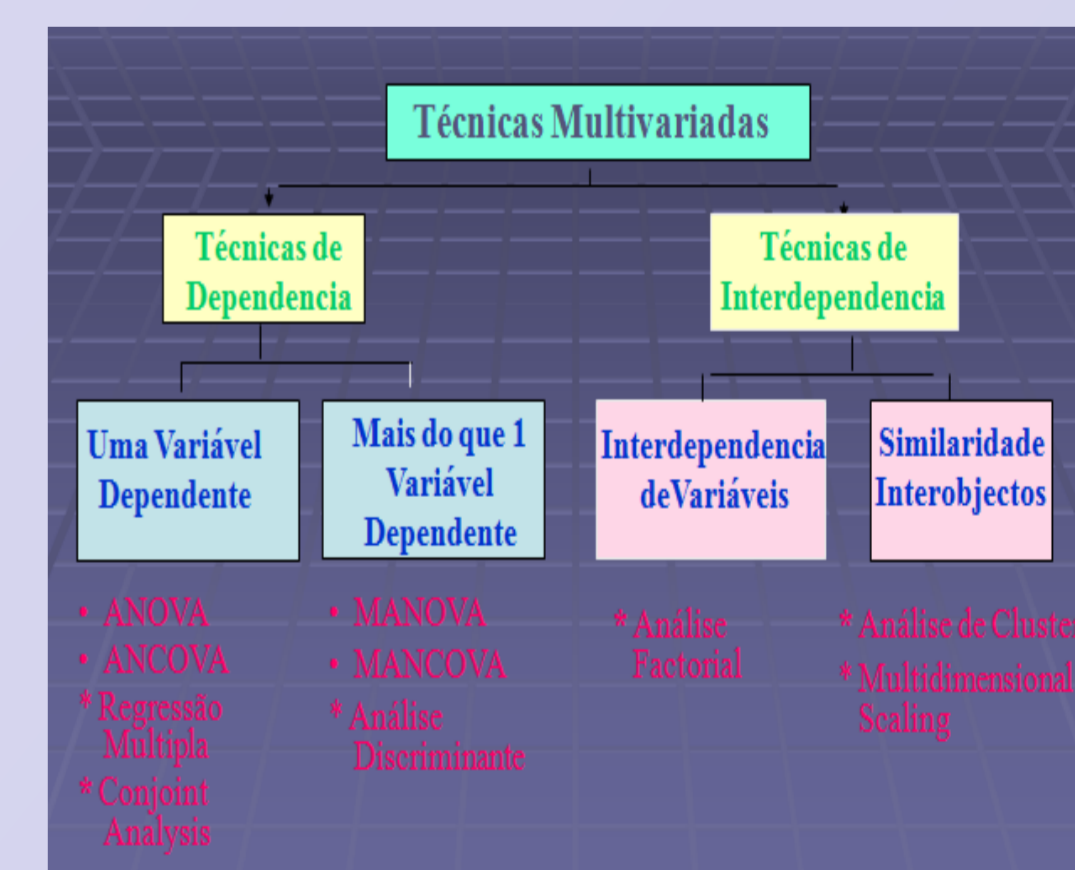 Técnicas Multivariadas
Técnicas de
Dependencia
Técnicas de
Interdependencia
Uma Variável
Dependente
Mais do que 1
Variável
Dependente
Interdependencia
deVariáveis
Similaridade
Interobjectos
• ANOVA
• ANCOVA
* Regressão
Multipla
* Conjoint
Analysis
• MANOVA
• MANCOVA
* Análise
Discriminante
* Análise
Factorial
* Análise de Cluster
* Multidimensional
Scaling